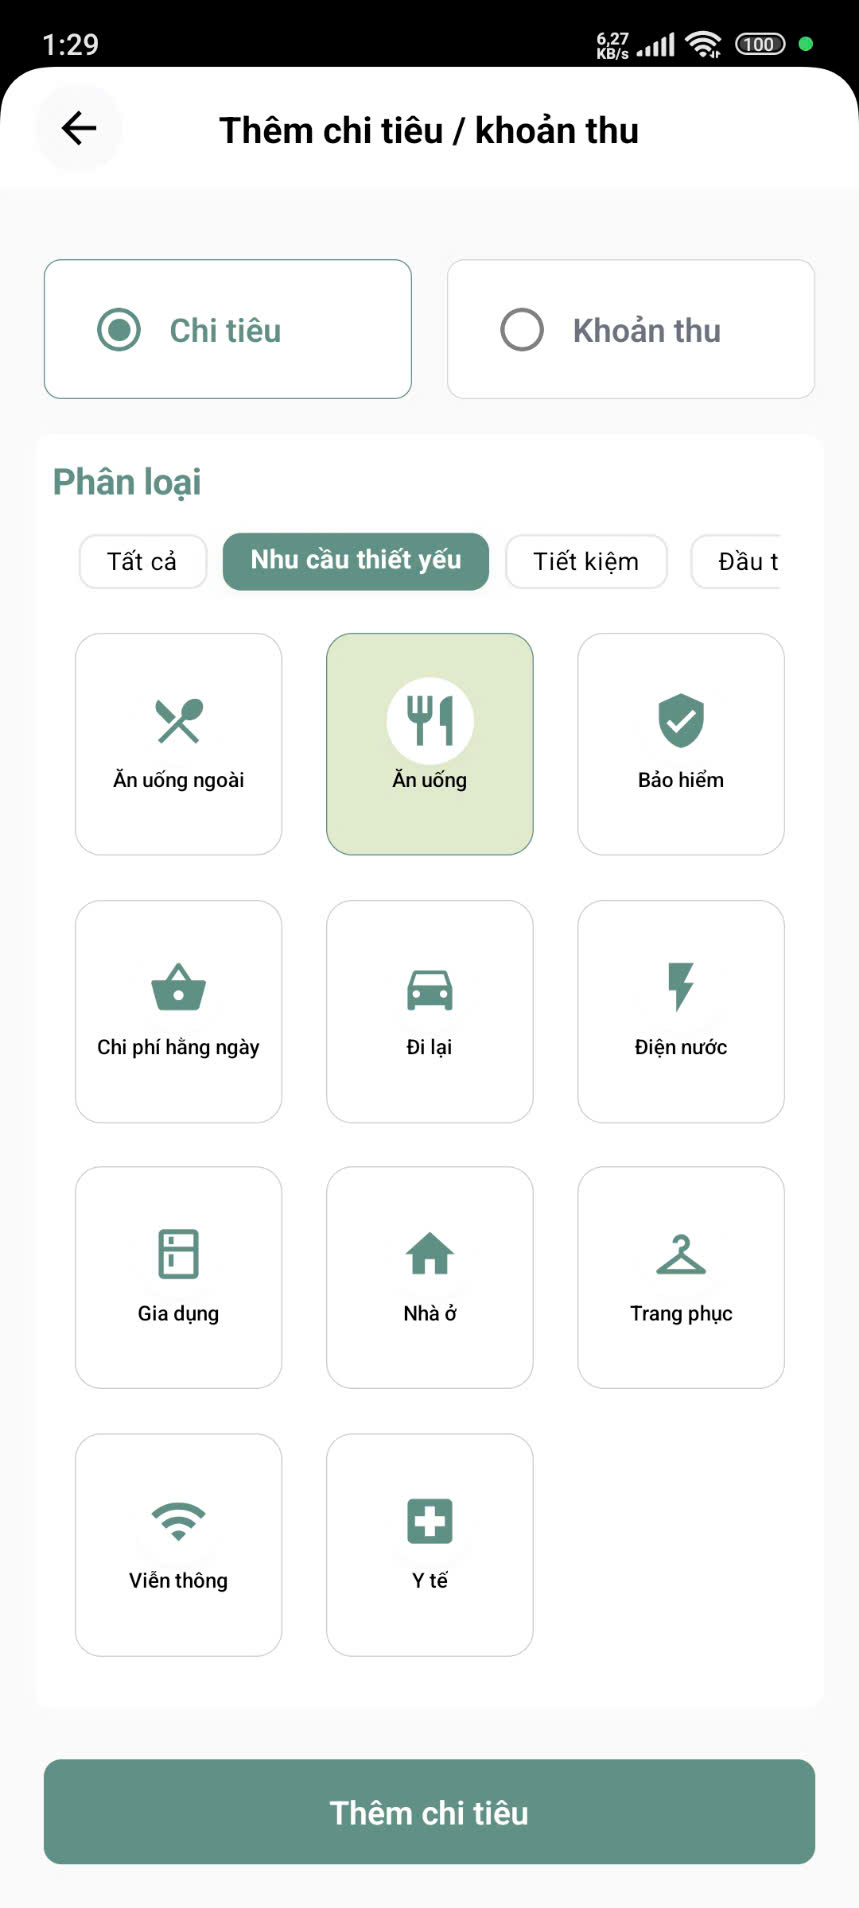 1:29
6,27
KB/s
100
Thêm chi tiêu / khoản thu
Chi tiêu
Khoản thu
Phân loại
Tất cả
Nhu cầu thiết yếu
Tiết kiệm
Đầu t
Ăn uống ngoài
Ăn uống
Bảo hiểm
Chi phí hằng ngày
Đi lại
Điện nước
Gia dụng
Nhà ở
Trang phục
Viễn thông
Y tế
Thêm chi tiêu